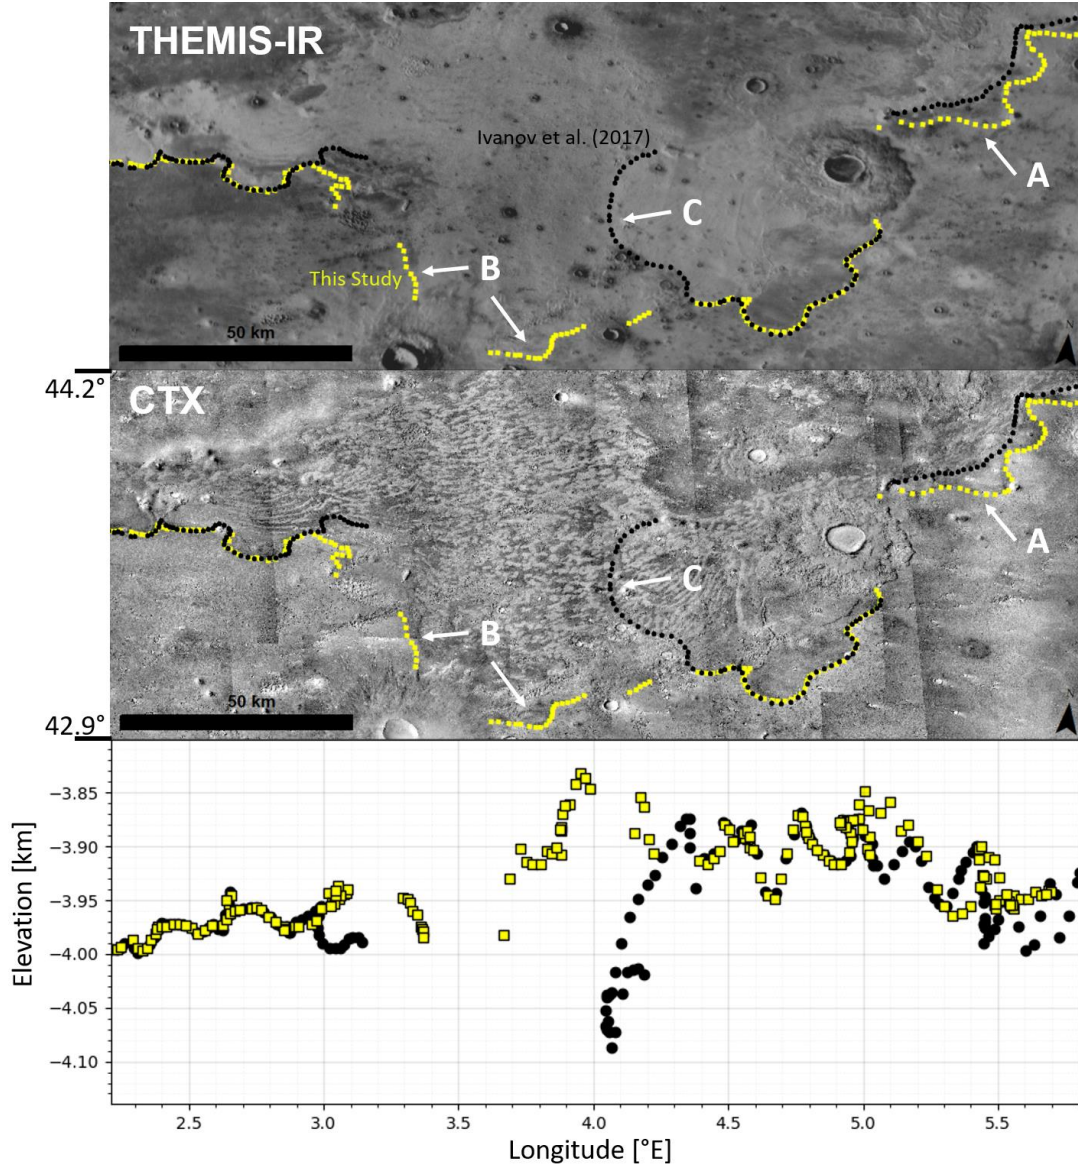 THEMIS-IR
Ivanov et al. (2017)
A
C
B
This Study
50 km
N
44.2°
CTX
A
C
B
50 km
42.9°
Elevation [km]
−3.85
−3.90
−3.95
−4.00
−4.05
−4.10
2.5 3.0 3.5 4.0 4.5 5.0 5.5
Longitude [°E]